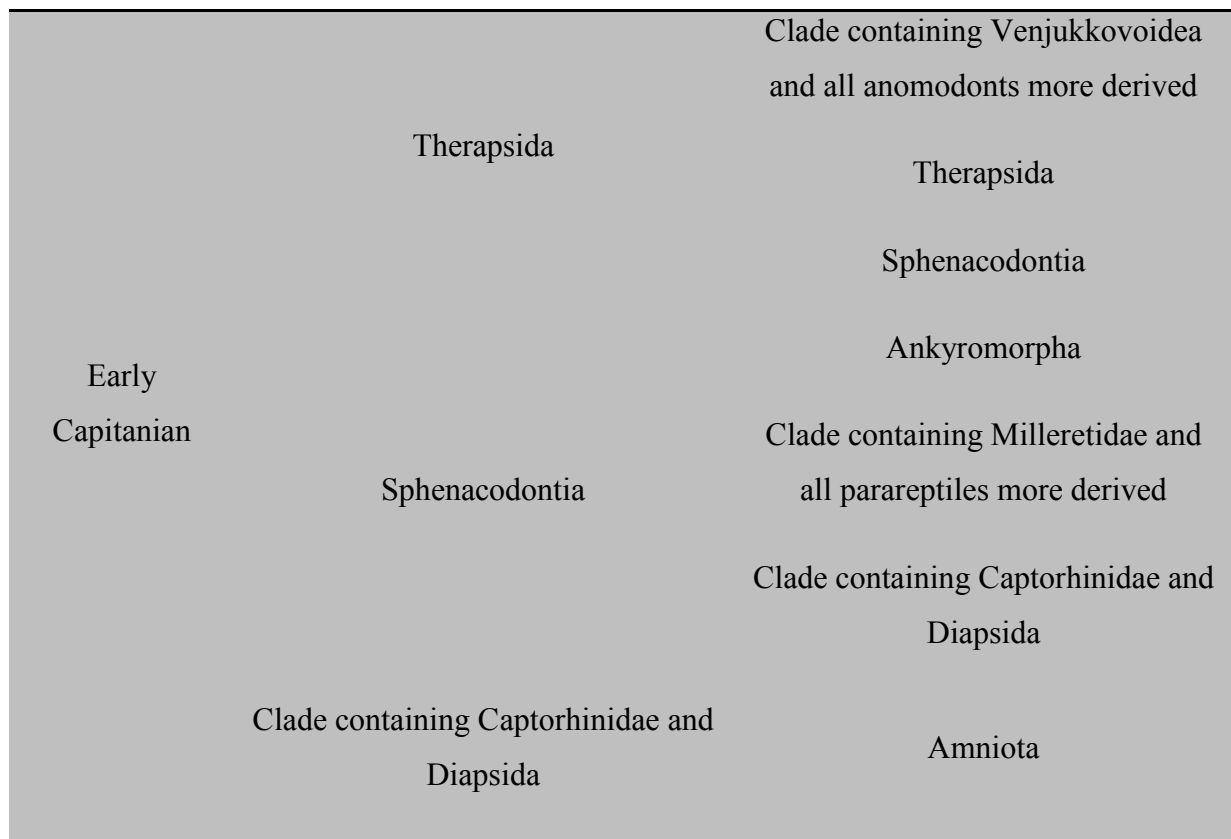 Clade containing Venjukkovoidea
and all anomodonts more derived
Therapsida
Therapsida
Sphenacodontia
Ankyromorpha
Early
Capitanian
Clade containing Milleretidae and
all parareptiles more derived
Sphenacodontia
Clade containing Captorhinidae and
Diapsida
Clade containing Captorhinidae and
Diapsida
Amniota